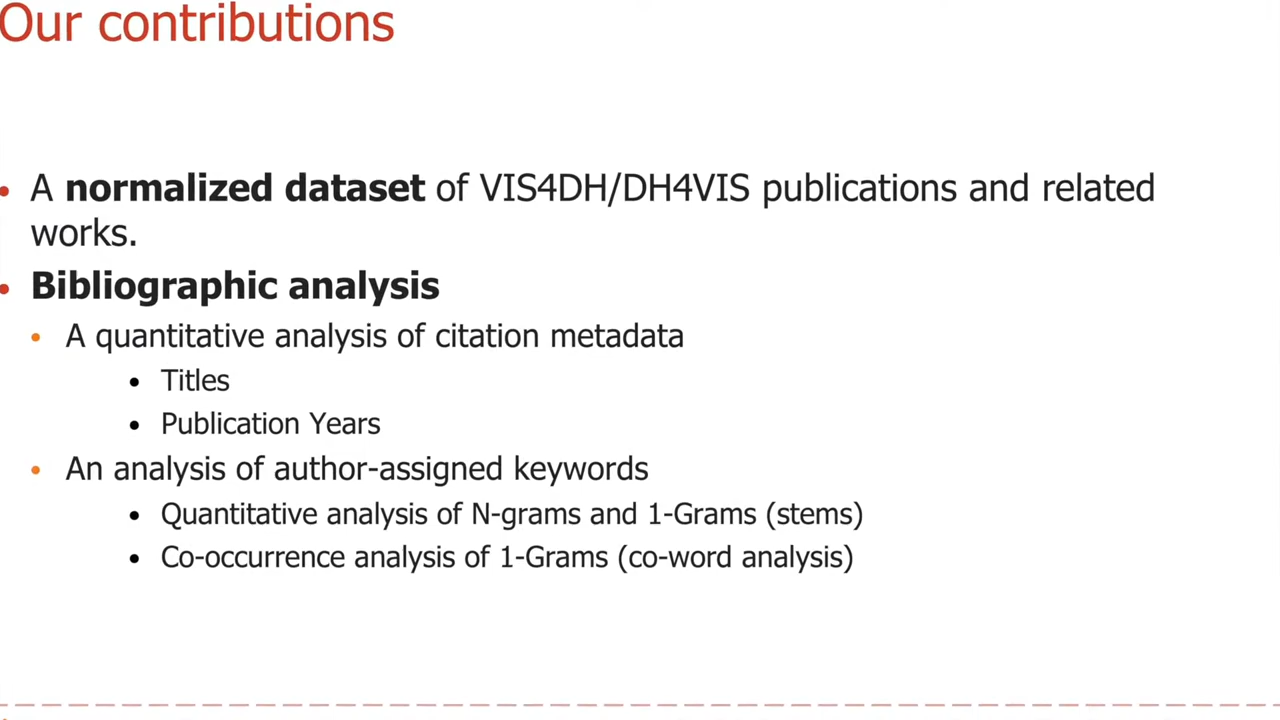 Our contributions
• A normalized dataset of VIS4DH/DH4VIS publications and related
works.
• Bibliographic analysis
• A quantitative analysis of citation metadata
• Titles
• Publication Years
• An analysis of author-assigned keywords
• Quantitative analysis of N-grams and 1-Grams (stems)
• Co-occurrence analysis of 1-Grams (co-word analysis)